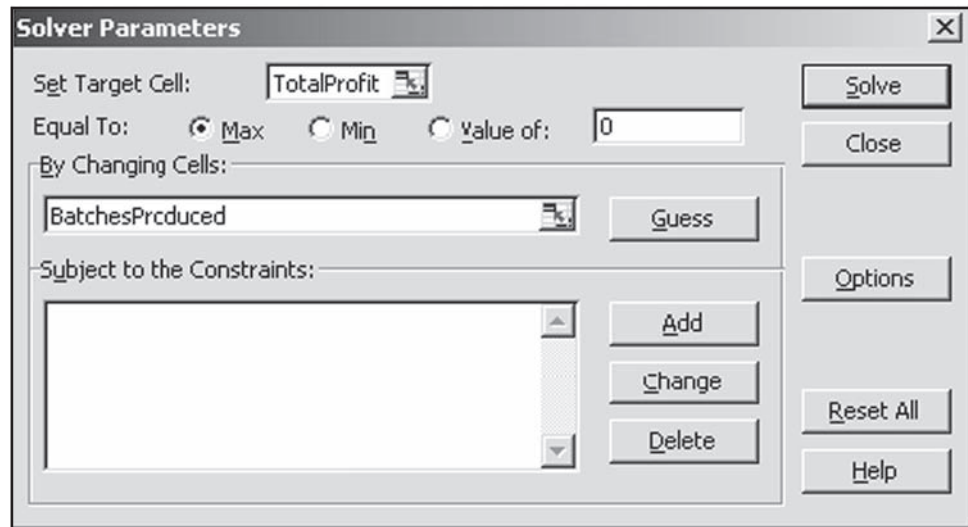 Solver Parameters
Set Target Cell: TotalProfit Solve
Equal To: Max Min Value of: 0 Close
By Changing Cells:
BatchesPrcduced Guess
Subject to the Constraints: Options
Add
Change
Reset All
Delete
Help